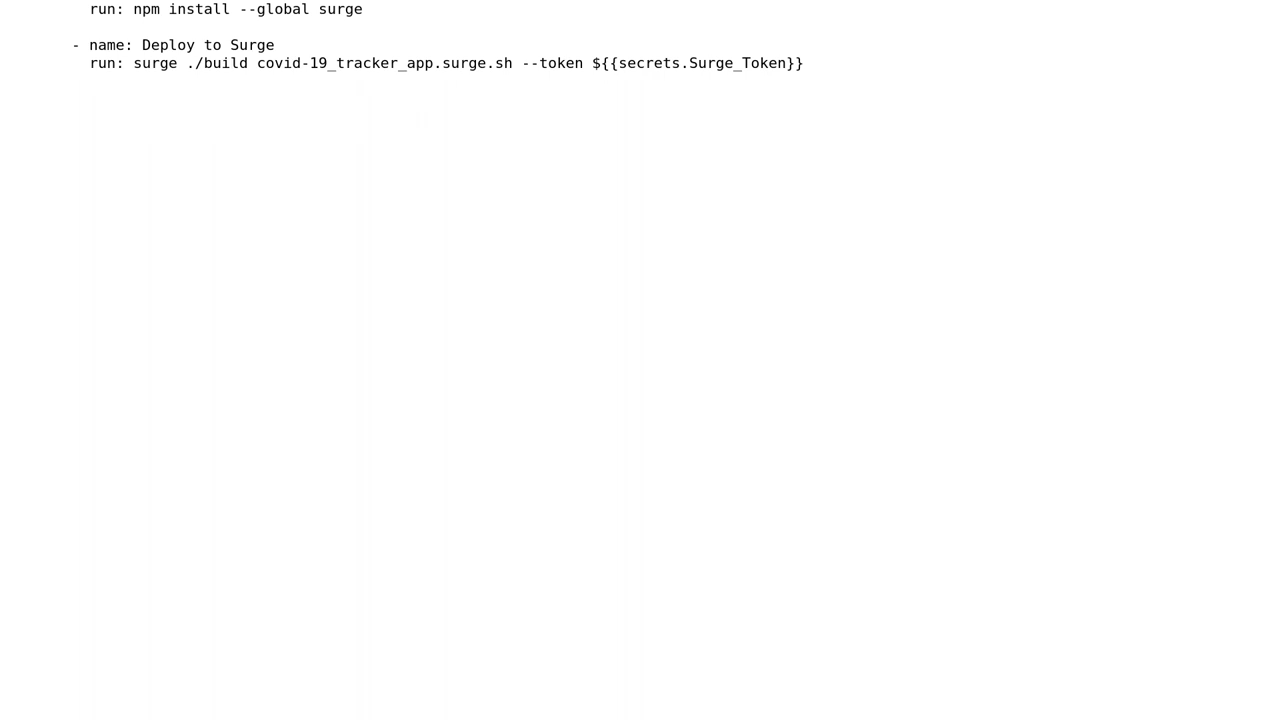 run: npm install --global surge
- name: Deploy to Surge
run: surge ./build covid-19_tracker_app.surge.sh --token ${{secrets.Surge_Token}}